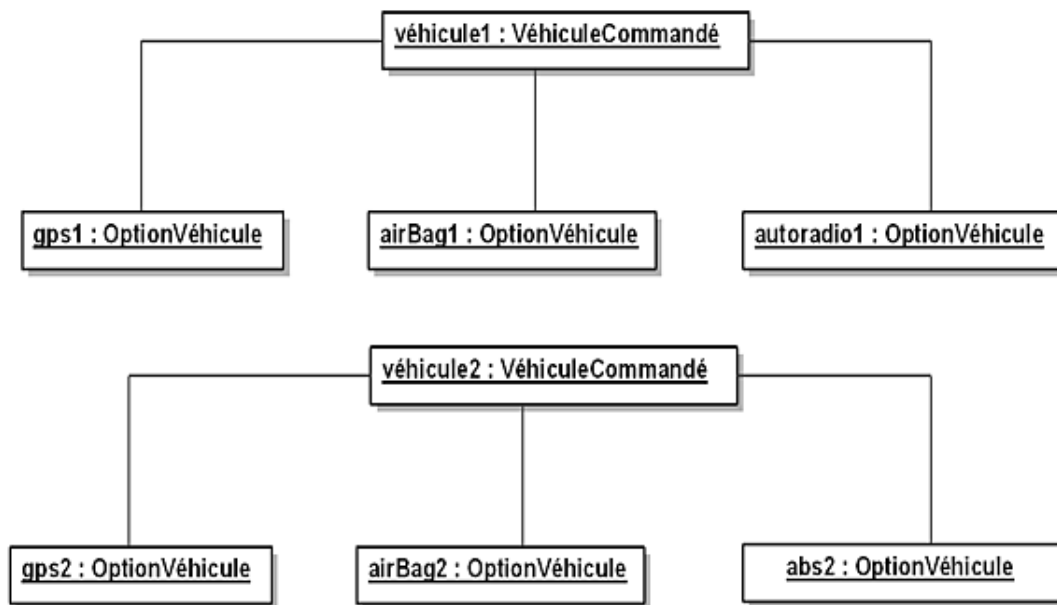 véhicule1 : VéhiculeCommandé
gps1 : OptionVéhicule
airBag1 : OptionVéhicule
autoradio1 : OptionVéhicule
véhicule2 : VéhiculeCommandé
gps2 : OptionVéhicule
airBag2 : OptionVéhicule
abs2 : OptionVéhicule